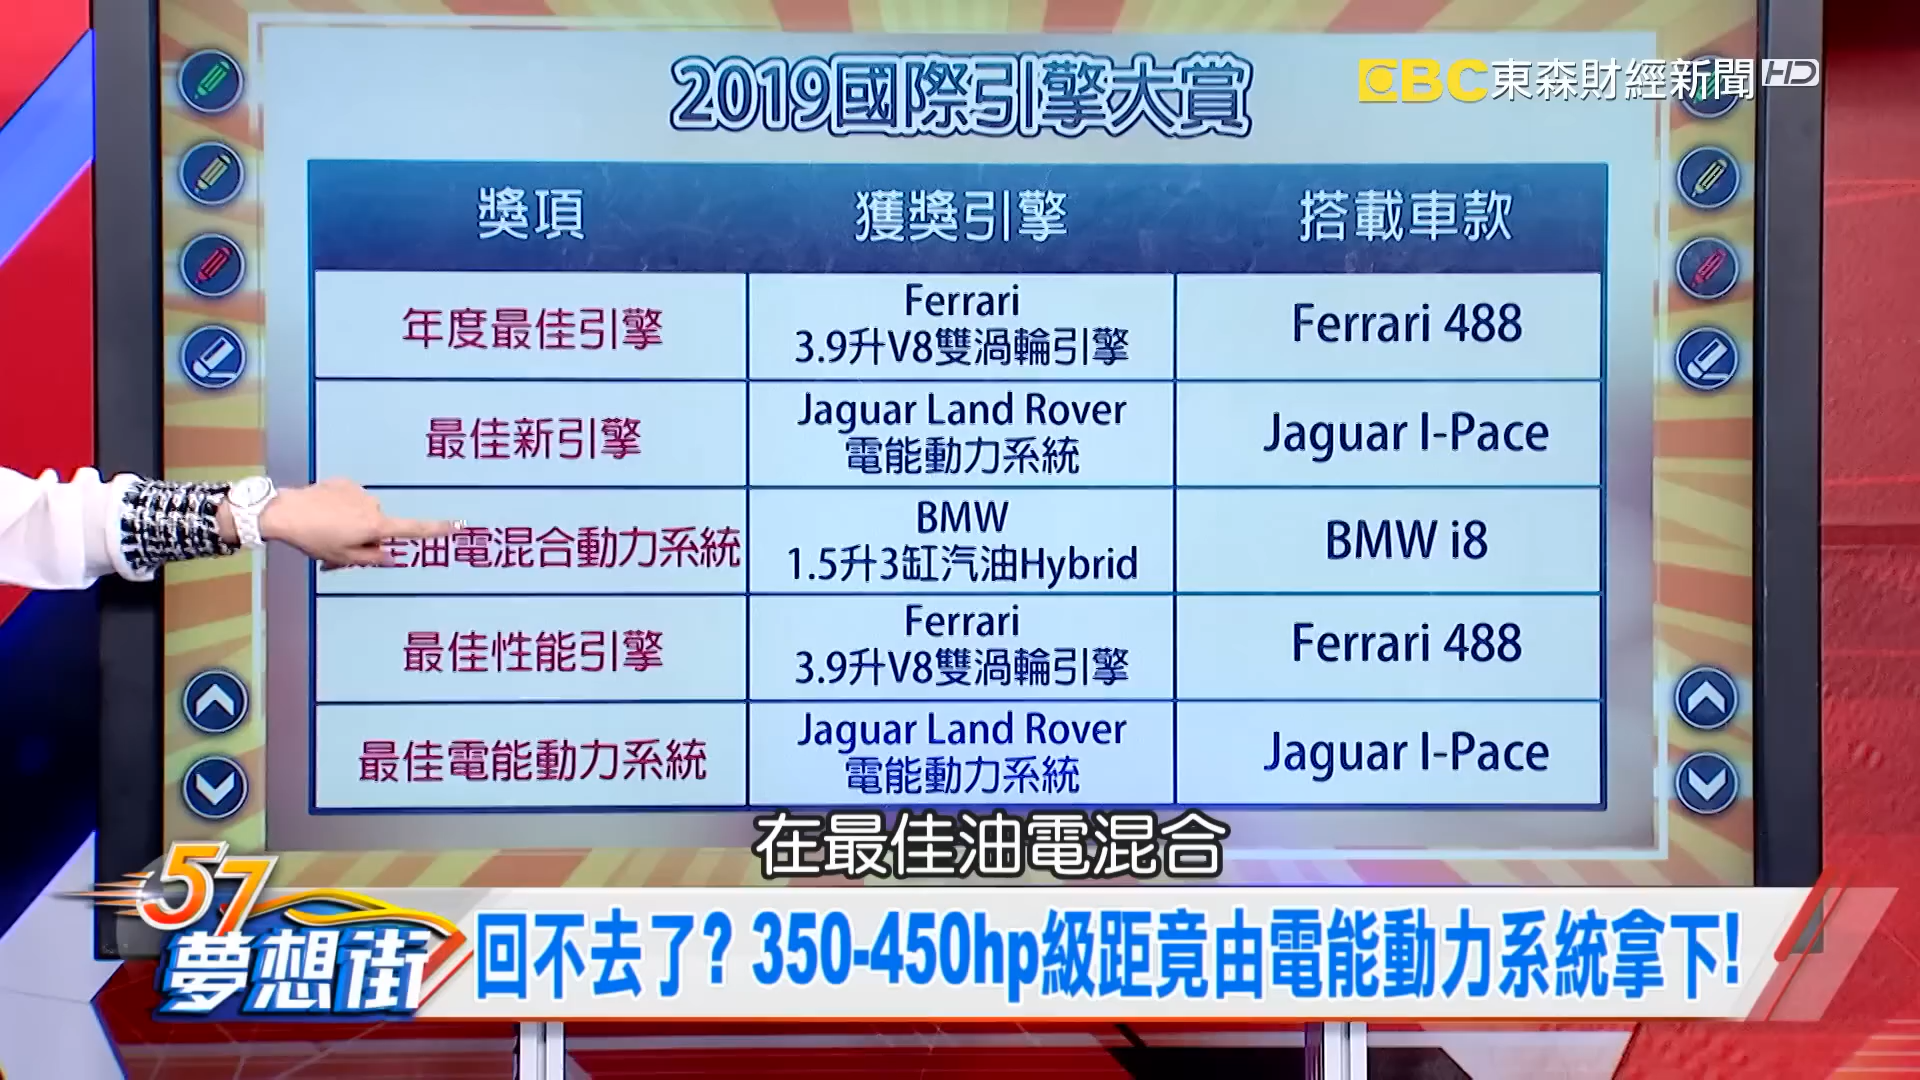 2019國際引擎大賞
EBC東森財經新聞HD
獎項 獲獎引擎 搭載車款
年度最佳引擎
Ferrari
3.9升V8雙渦輪引擎
Ferrari 488
最佳新引擎
Jaguar Land Rover
電能動力系統
Jaguar I-Pace
佳油電混合動力系統
BMW
1.5升3缸汽油Hybrid
BMW i8
最佳性能引擎
Ferrari
3.9升V8雙渦輪引擎
Ferrari 488
最佳電能動力系統
Jaguar Land Rover
電能動力系統
Jaguar I-Pace
在最佳油電混合
57
夢想街
回不去了? 350-450hp級距竟由電能動力系統拿下!